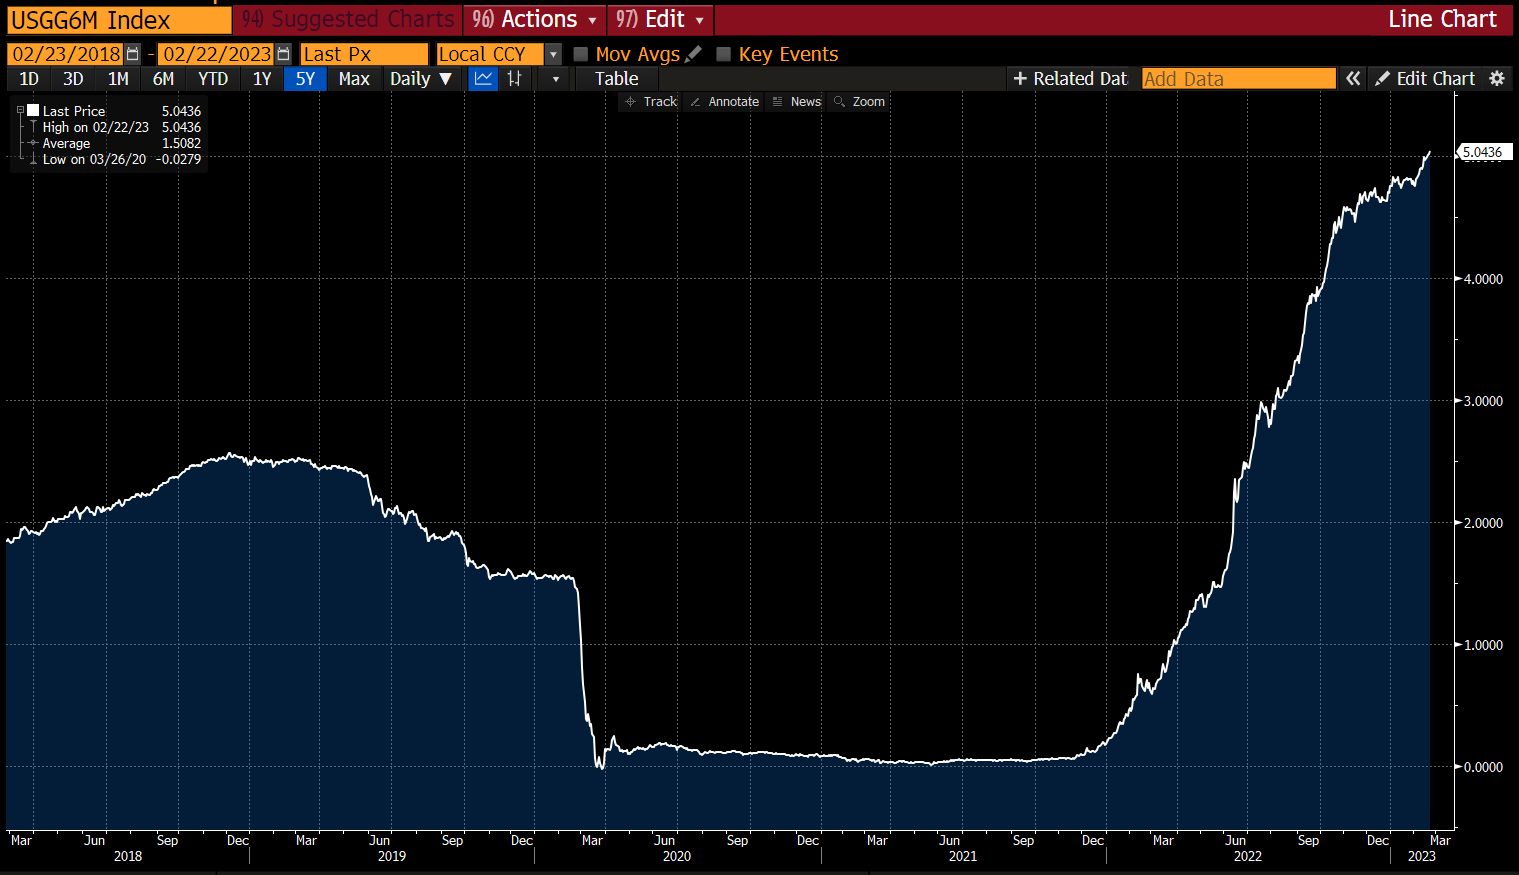 USGG6M Index 94) Suggested Charts 96) Actions 97) Edit Line Chart
02/23/2018 - 02/22/2023 Last Px Local CCY Mov Avgs Key Events
1D 3D 1M 6M YTD 1Y 5Y Max Daily Table + Related Dat Add Data « Edit Chart
Track Annotate News Zoom
Last Price 5.0436
High on 02/22/23 5.0436
Average 1.5082
Low on 03/26/20 -0.0279
5.0436
4.0000
3.0000
2.0000
1.0000
0.0000
Mar Jun Sep Dec Mar Jun Sep Dec Mar Jun Sep Dec Mar Jun Sep Dec Mar Jun Sep Dec Mar
2018 2019 2020 2021 2022 2023